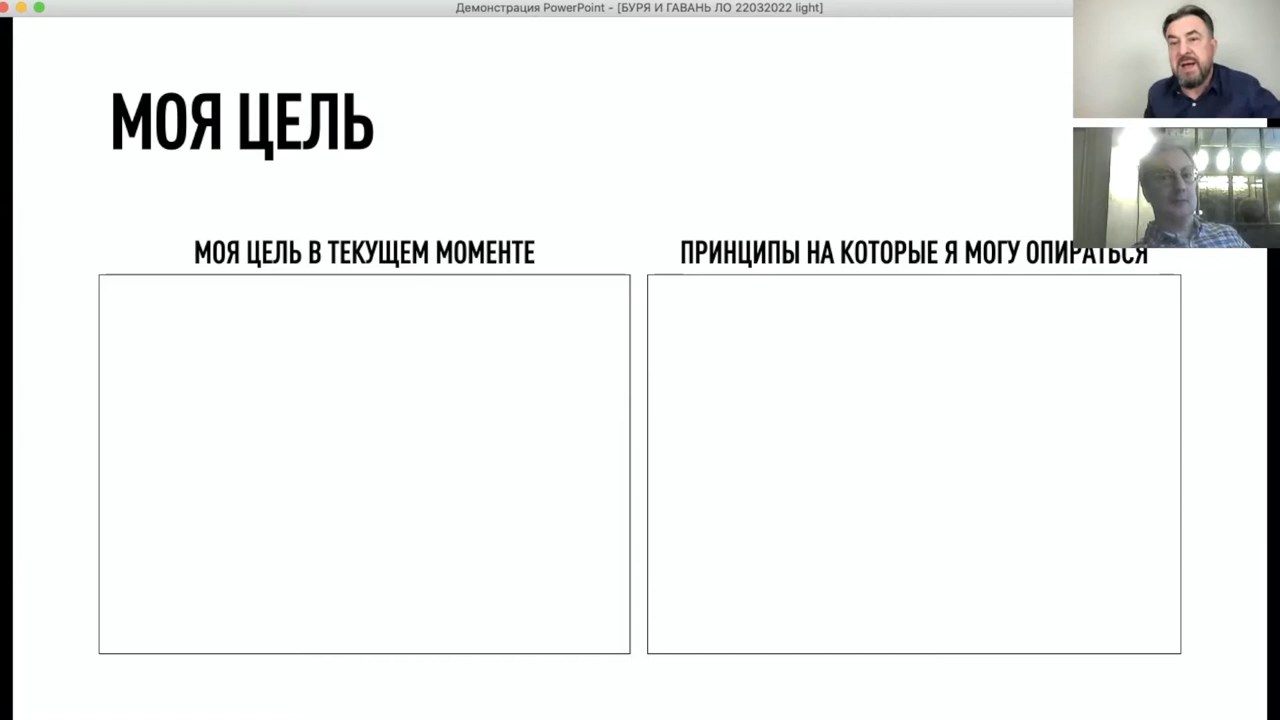 Демонстрация PowerPoint - [БУРЯ И ГАВАНЬ ЛО 22032022 light]
МОЯ ЦЕЛЬ
МОЯ ЦЕЛЬ В ТЕКУЩЕМ МОМЕНТЕ
ПРИНЦИПЫ НА КОТОРЫЕ Я МОГУ ОПИРАТЬСЯ